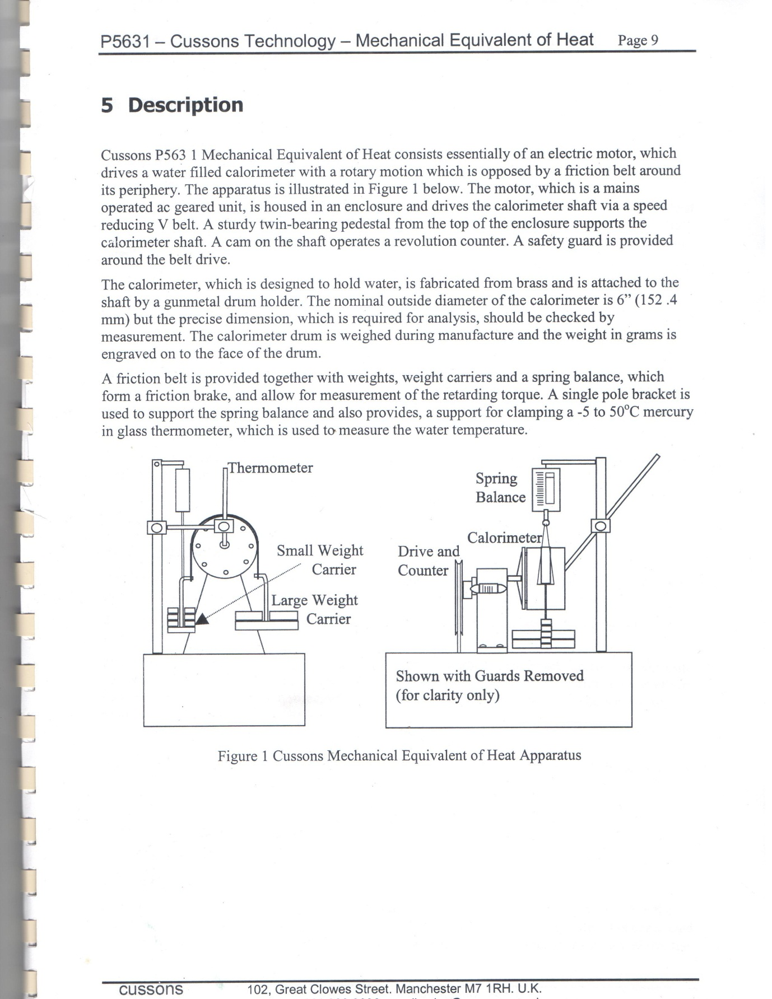 P5631 – Cussons Technology – Mechanical Equivalent of Heat Page 9
5 Description
Cussons P563 1 Mechanical Equivalent of Heat consists essentially of an electric motor, which
drives a water filled calorimeter with a rotary motion which is opposed by a friction belt around
its periphery. The apparatus is illustrated in Figure 1 below. The motor, which is a mains
operated ac geared unit, is housed in an enclosure and drives the calorimeter shaft via a speed
reducing V belt. A sturdy twin-bearing pedestal from the top of the enclosure supports the
calorimeter shaft. A cam on the shaft operates a revolution counter. A safety guard is provided
around the belt drive.
The calorimeter, which is designed to hold water, is fabricated from brass and is attached to the
shaft by a gunmetal drum holder. The nominal outside diameter of the calorimeter is 6” (152 .4
mm) but the precise dimension, which is required for analysis, should be checked by
measurement. The calorimeter drum is weighed during manufacture and the weight in grams is
engraved on to the face of the drum.
A friction belt is provided together with weights, weight carriers and a spring balance, which
form a friction brake, and allow for measurement of the retarding torque. A single pole bracket is
used to support the spring balance and also provides, a support for clamping a -5 to 50°C mercury
in glass thermometer, which is used to measure the water temperature.
Thermometer
Small Weight
Carrier
Large Weight
Carrier
Spring
Balance
Calorimeter
Drive and
Counter
Shown with Guards Removed
(for clarity only)
Figure 1 Cussons Mechanical Equivalent of Heat Apparatus
cussons 102, Great Clowes Street. Manchester M7 1RH. U.K.